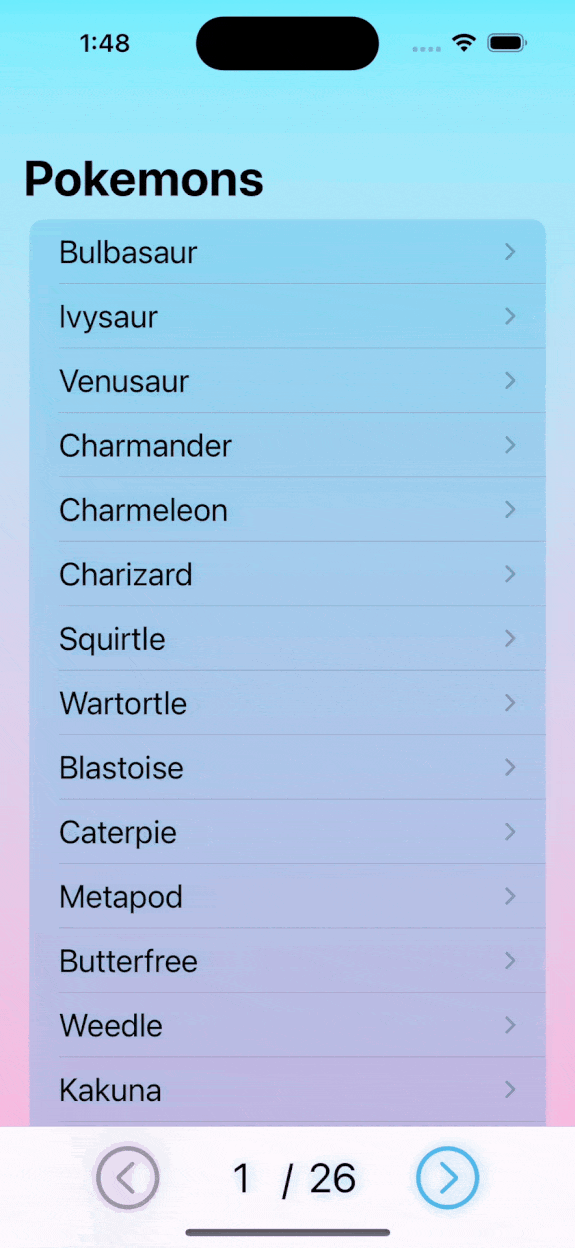 1:48
Pokemons
Bulbasaur
Ivysaur
Venusaur
Charmander
Charmeleon
Charizard
Squirtle
Wartortle
Blastoise
Caterpie
Metapod
Butterfree
Weedle
Kakuna
1 / 26